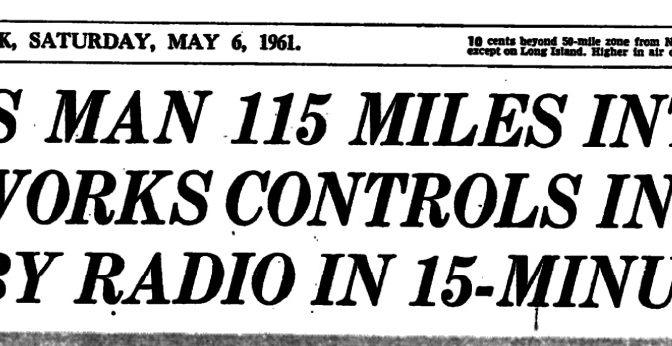 K, SATURDAY, MAY 6, 1961.
10 cents beyond 50-mile zone from N
except on Long Island. Higher in air
S MAN 115 MILES INT
WORKS CONTROLS IN
BY RADIO IN 15-MINU